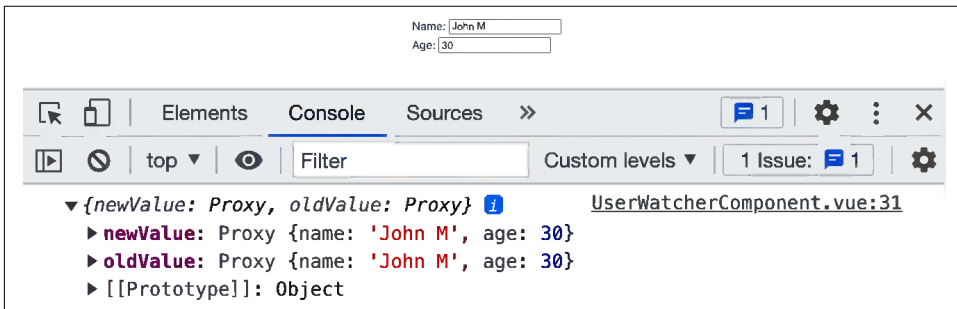 Name: John M
Age: 30
Elements Console Sources » 1
top ▼ Filter Custom levels ▼ 1 Issue: 1
▼{newValue: Proxy, oldValue: Proxy} i UserWatcherComponent.vue:31
▶newValue: Proxy {name: 'John M', age: 30}
▶oldValue: Proxy {name: 'John M', age: 30}
▶[[Prototype]]: Object